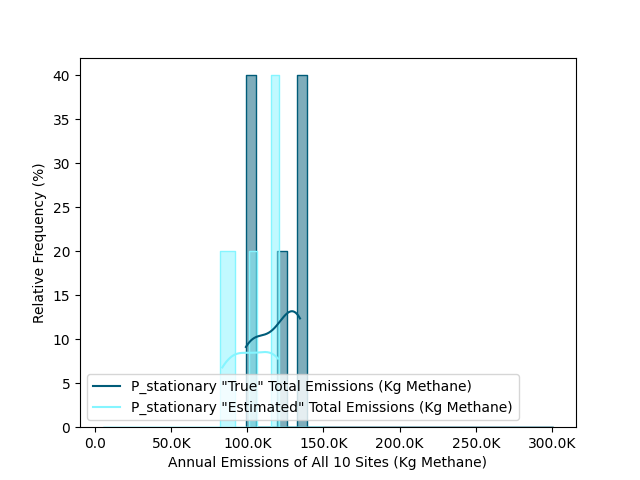 40
35
30
25
20
15
10
5
0
Relative Frequency (%)
P_stationary "True" Total Emissions (Kg Methane)
P_stationary "Estimated" Total Emissions (Kg Methane)
0.0 50.0K 100.0K 150.0K 200.0K 250.0K 300.0K
Annual Emissions of All 10 Sites (Kg Methane)